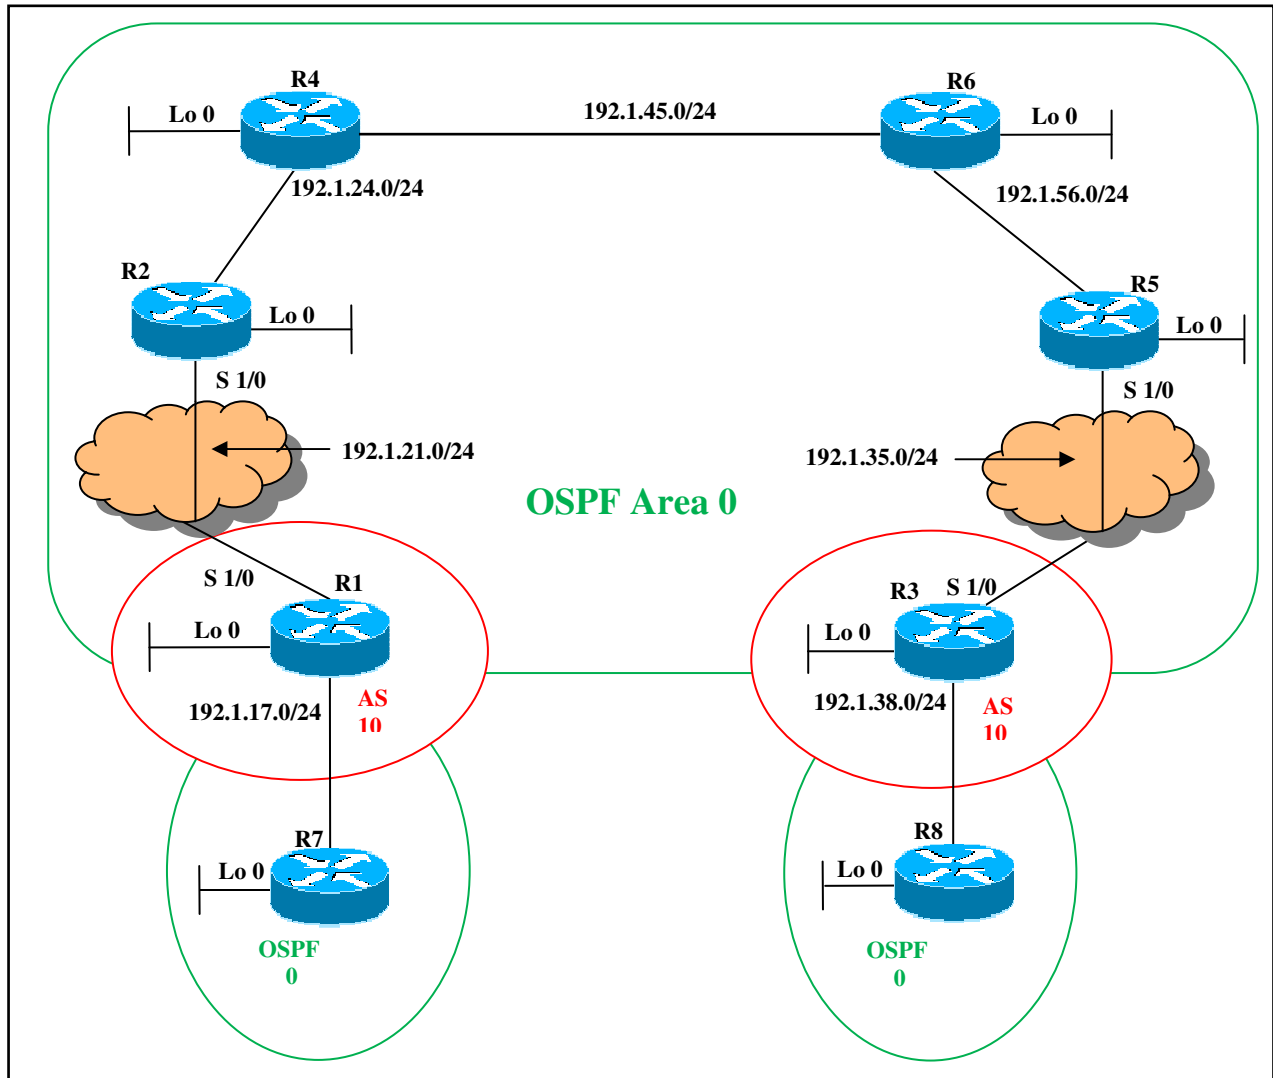 R4
R6
Lo 0
192.1.45.0/24
Lo 0
192.1.24.0/24
192.1.56.0/24
R2
R5
Lo 0
Lo 0
S 1/0
S 1/0
192.1.21.0/24
192.1.35.0/24
OSPF Area 0
S 1/0
R1
R3
S 1/0
Lo 0
Lo 0
192.1.17.0/24
AS
10
192.1.38.0/24
AS
10
R7
R8
Lo 0
Lo 0
OSPF
0
OSPF
0